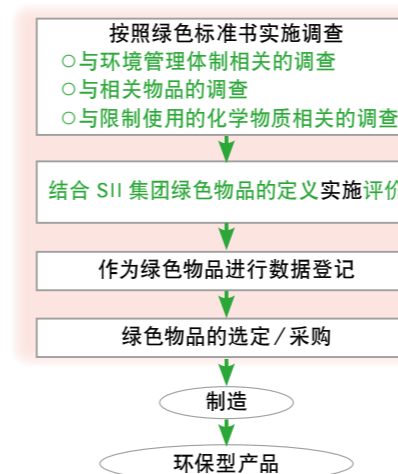 按照绿色标准书实施调查
○与环境管理体制相关的调查
○与相关物品的调查
○与限制使用的化学物质相关的调查
结合 SII 集团绿色物品的定义实施评价
作为绿色物品进行数据登记
绿色物品的选定／采购
制造
环保型产品